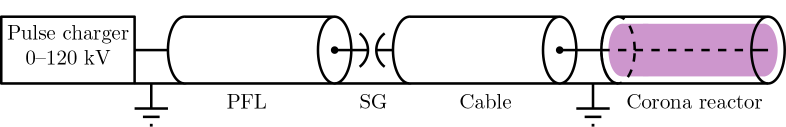 Pulse charger
0–120 kV
PFL
SG
Cable
Corona reactor